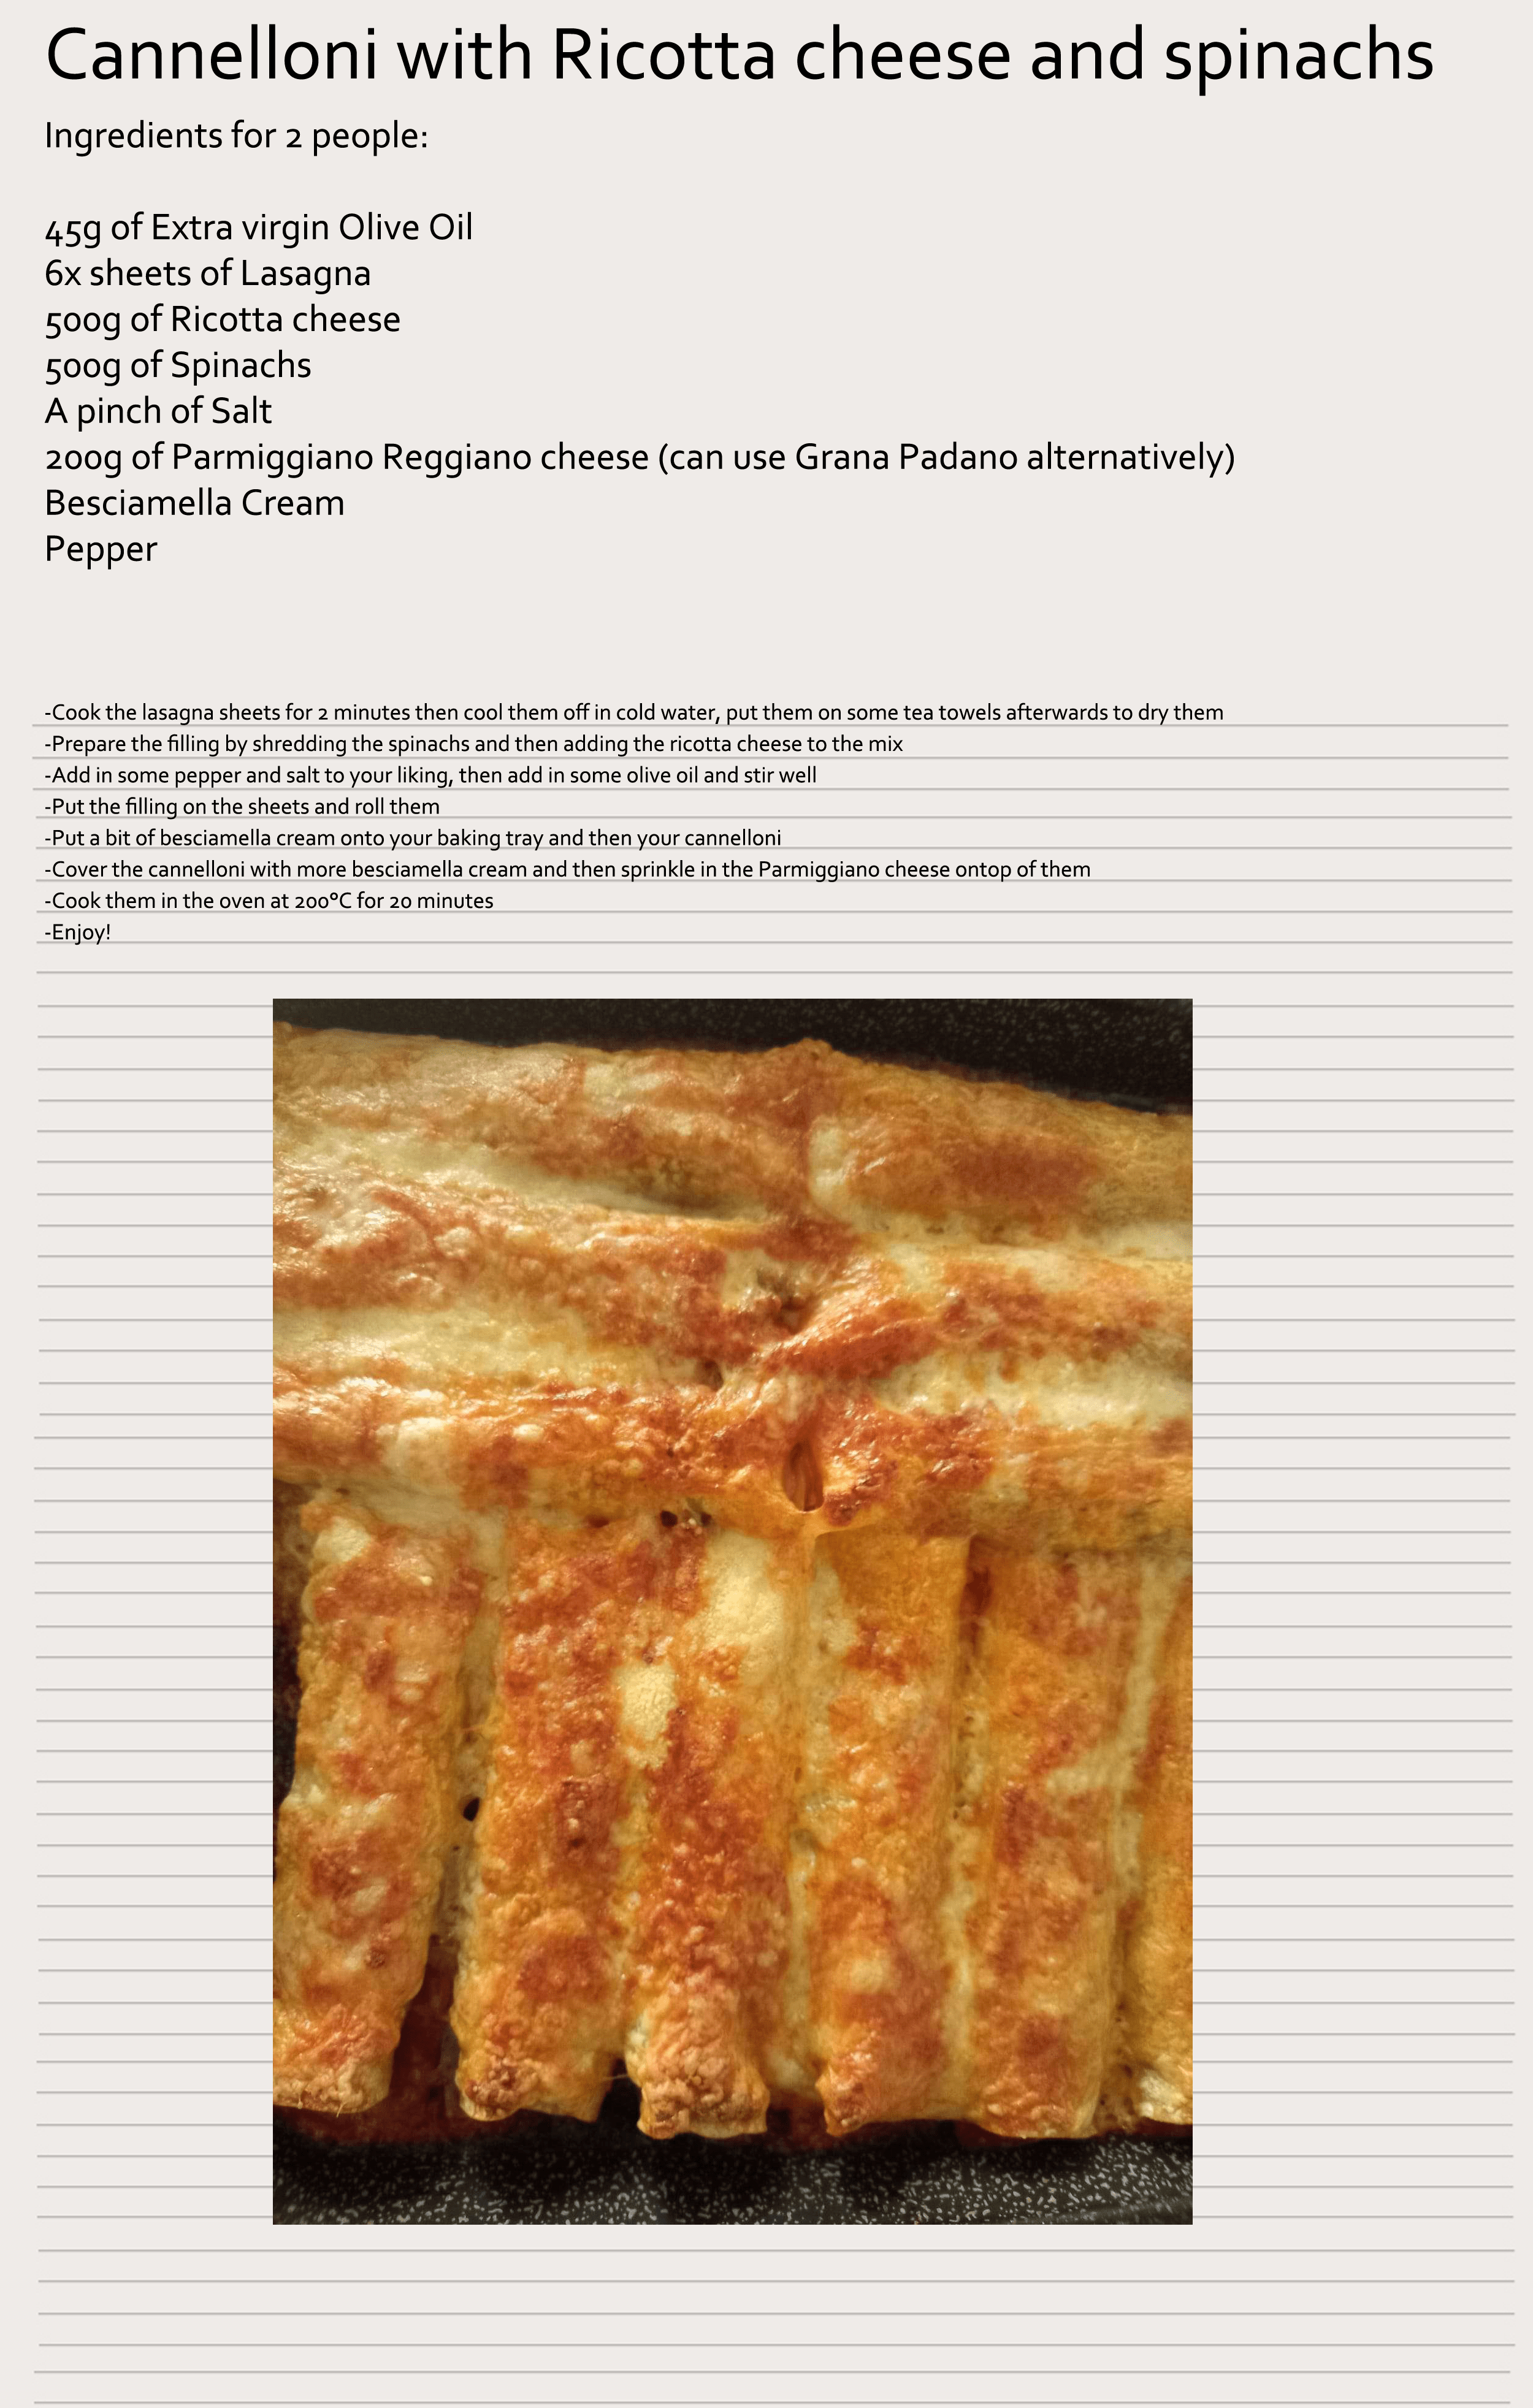 Cannelloni with Ricotta cheese and spinachs
Ingredients for 2 people:
45g of Extra virgin Olive Oil
6x sheets of Lasagna
500g of Ricotta cheese
500g of Spinachs
A pinch of Salt
200g of Parmiggiano Reggiano cheese (can use Grana Padano alternatively)
Besciamella Cream
Pepper
-Cook the lasagna sheets for 2 minutes then cool them off in cold water, put them on some tea towels afterwards to dry them
-Prepare the filling by shredding the spinachs and then adding the ricotta cheese to the mix
-Add in some pepper and salt to your liking, then add in some olive oil and stir well
-Put the filling on the sheets and roll them
-Put a bit of besciamella cream onto your baking tray and then your cannelloni
-Cover the cannelloni with more besciamella cream and then sprinkle in the Parmiggiano cheese ontop of them
-Cook them in the oven at 200°C for 20 minutes
-Enjoy!